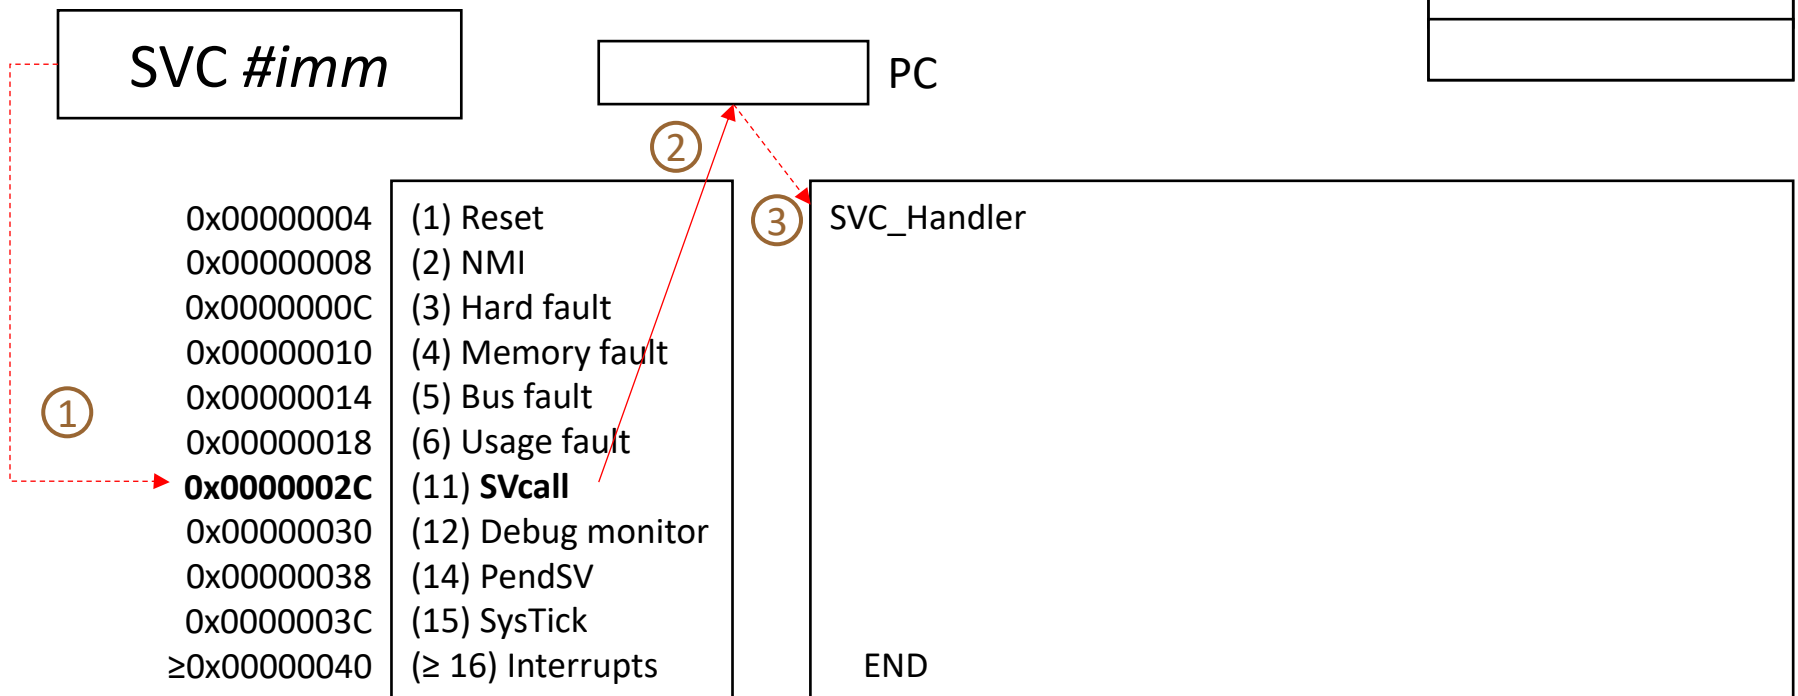 SVC #imm
PC
2
0x00000004 (1) Reset
3
SVC_Handler
0x00000008 (2) NMI
0x0000000C (3) Hard fault
0x00000010 (4) Memory fault
1
0x00000014 (5) Bus fault
0x00000018 (6) Usage fault
0x0000002C (11) SVcall
0x00000030 (12) Debug monitor
0x00000038 (14) PendSV
0x0000003C (15) SysTick
≥0x00000040 (≥ 16) Interrupts
END